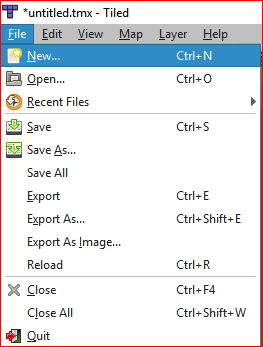 *untitled.tmx - Tiled
File Edit View Map Layer Help
New... Ctrl+N
Open... Ctrl+O
Recent Files
Save Ctrl+S
Save As...
Save All
Export Ctrl+E
Export As... Ctrl+Shift+E
Export As Image...
Reload Ctrl+R
Close Ctrl+F4
Close All Ctrl+Shift+W
Quit